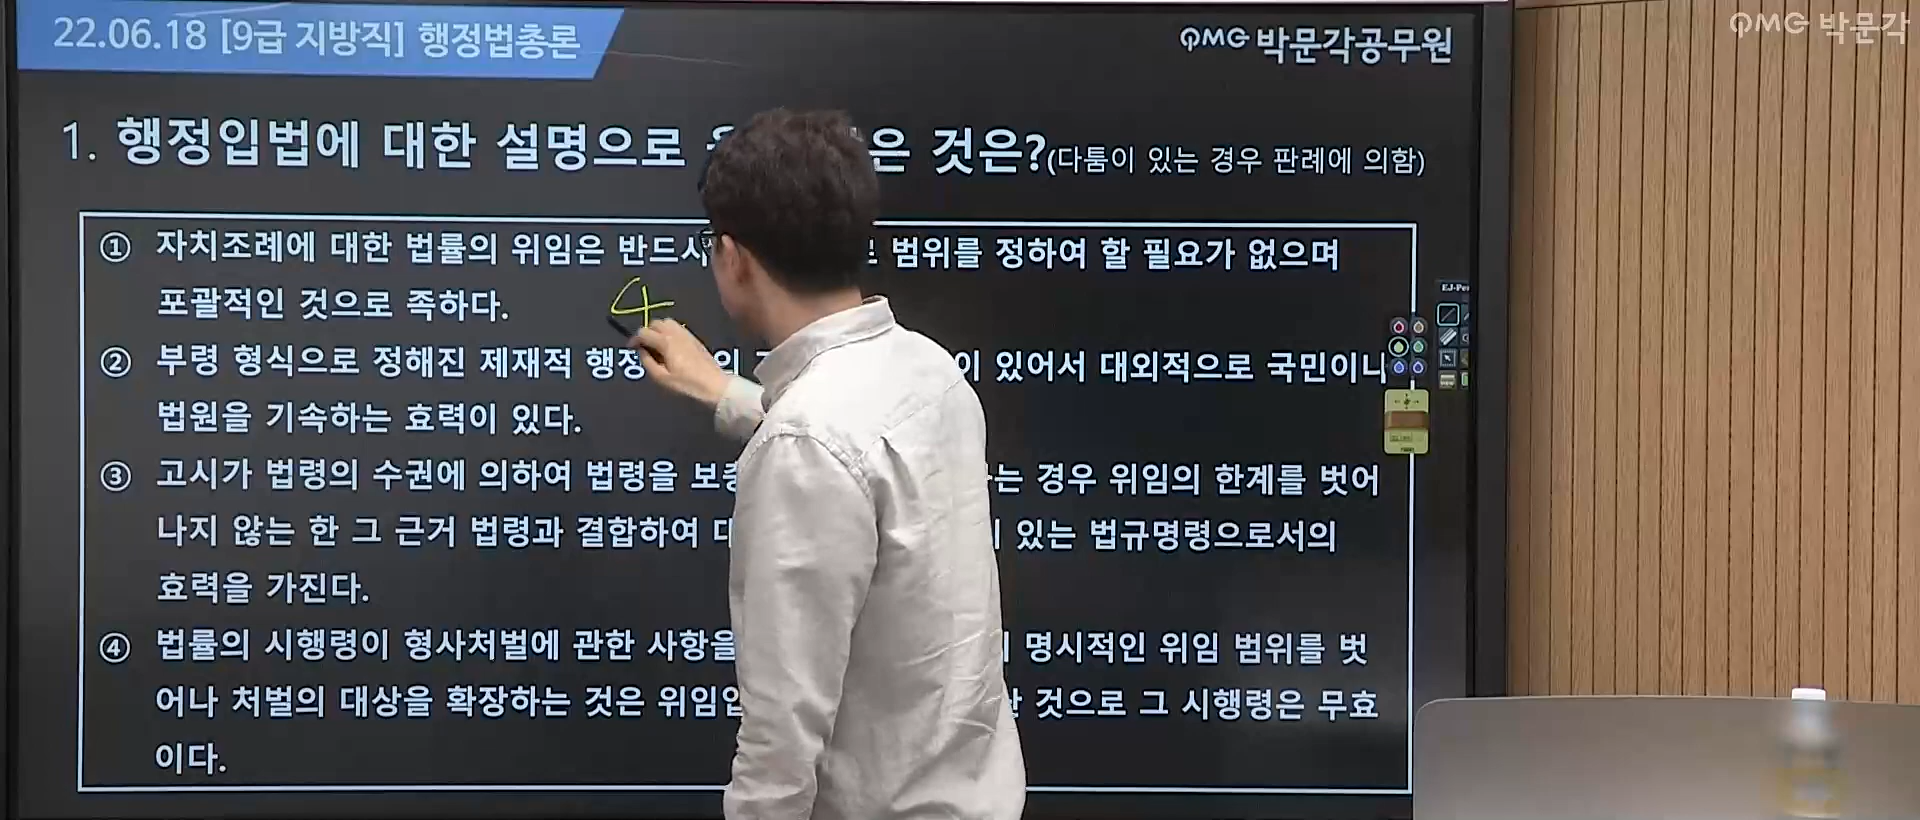 22.06.18 [9급 지방직] 행정법총론
PMG 박문각공무원
PMG 박문각
1. 행정입법에 대한 설명으로 은 것은?(다툼이 있는 경우 판례에 의함)
① 자치조례에 대한 법률의 위임은 범위를 정하여 할 필요가 없으며
포괄적인 것으로 족하다.
4
② 부령 형식으로 정해진 제재적 있어서 대외적으로 국민이나
법원을 기속하는 효력이 있다.
③ 고시가 법령의 수권에 의하여 법령을 경우 위임의 한계를 벗어
나지 않는 한 그 근거 법령과 결합하여 있는 법규명령으로서의
효력을 가진다.
④ 법률의 시행령이 형사처벌에 관한 사항을 명시적인 위임 범위를 벗
어나 처벌의 대상을 확장하는 것은 것으로 그 시행령은 무효
이다.